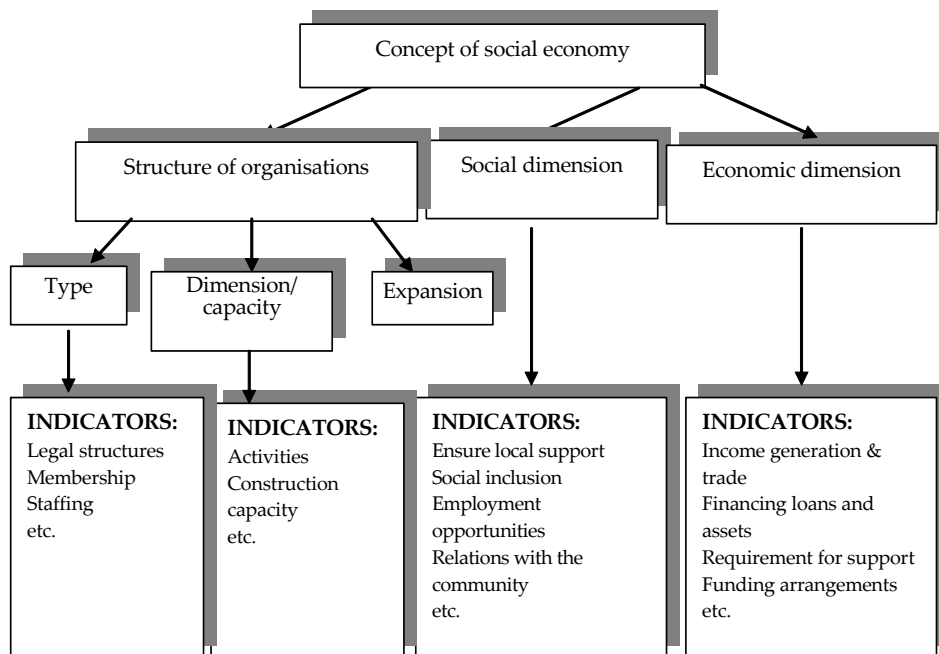 Concept of social economy
Structure of organisations
Social dimension
Economic dimension
Type
Dimension/
capacity
Expansion
INDICATORS:
Legal structures
Membership
Staffing
etc.
INDICATORS:
Activities
Construction
capacity
etc.
INDICATORS:
Ensure local support
Social inclusion
Employment
opportunities
Relations with the
community
etc.
INDICATORS:
Income generation &
trade
Financing loans and
assets
Requirement for support
Funding arrangements
etc.